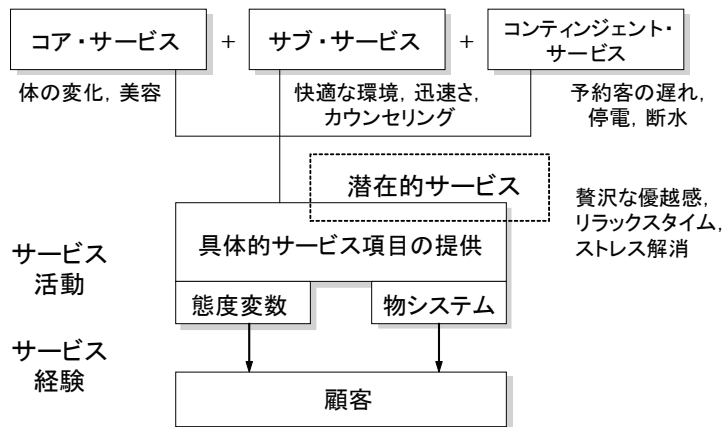 コア・サービス
+
サブ・サービス
+
コンティンジェント・
サービス
体の変化, 美容
快適な環境, 迅速さ,
カウンセリング
予約客の遅れ,
停電, 断水
潜在的サービス
贅沢な優越感,
リラックスタイム,
ストレス解消
具体的サービス項目の提供
サービス
活動
態度変数
物システム
サービス
経験
顧客